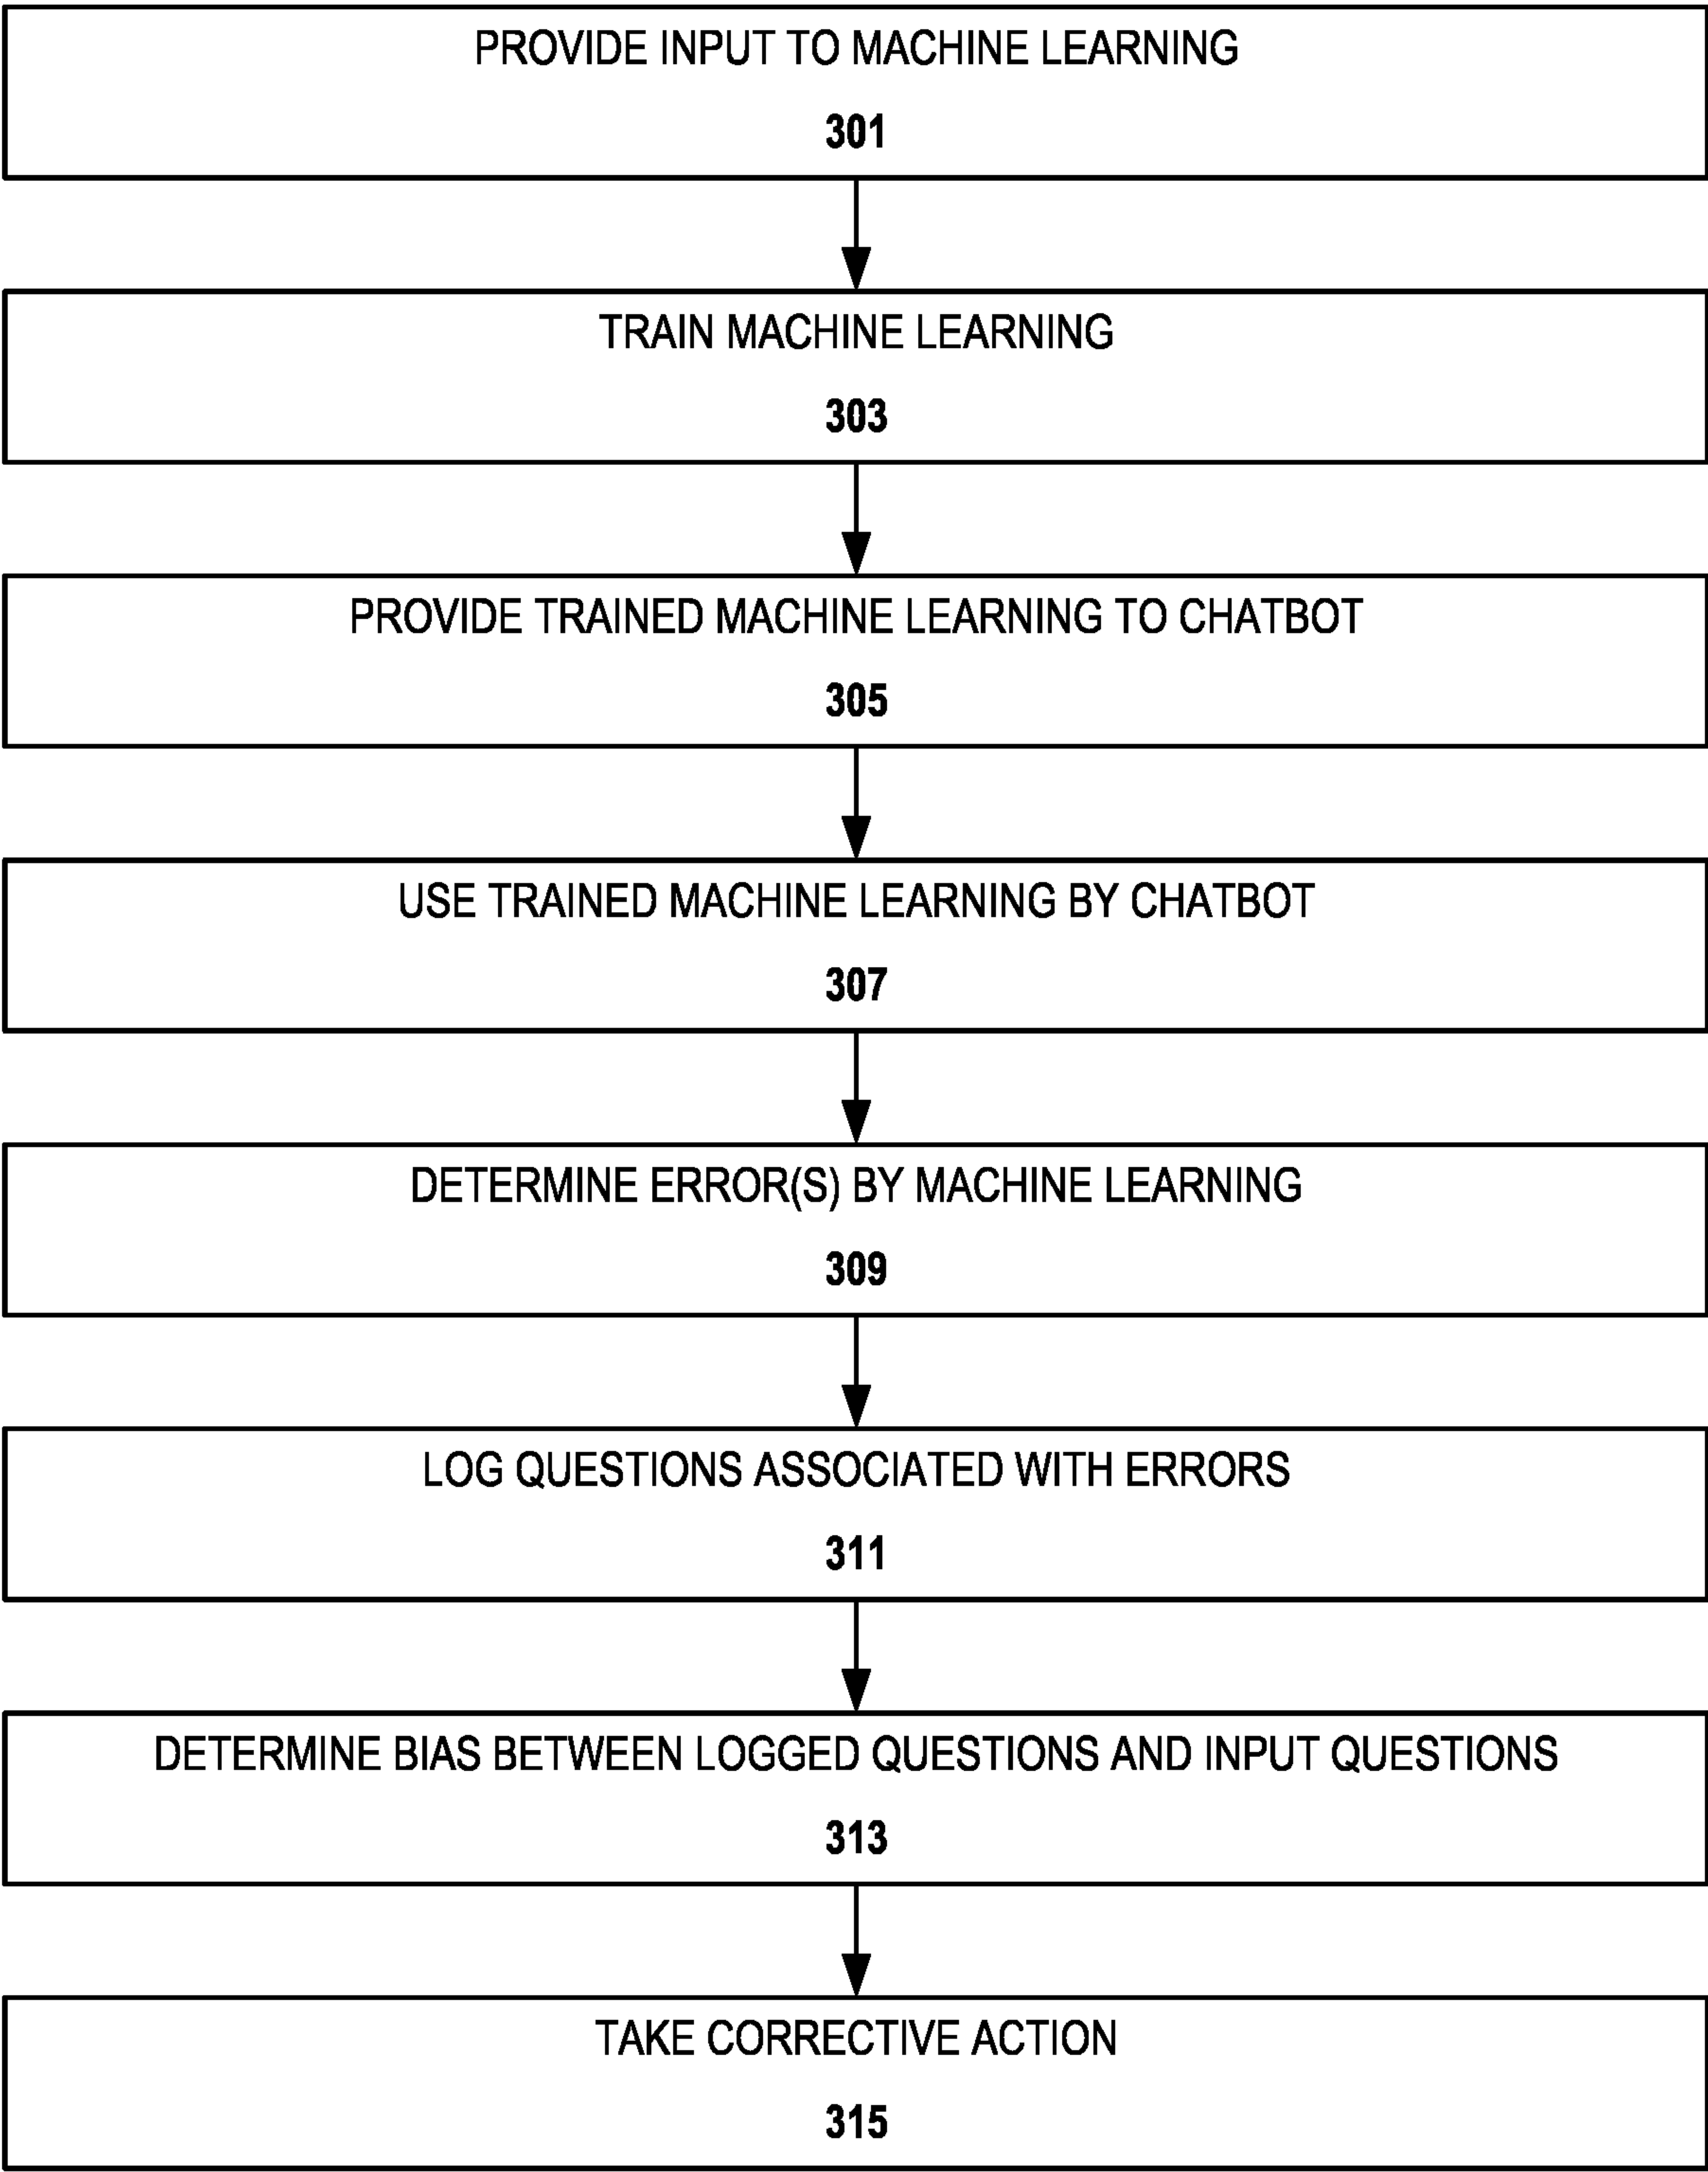 PROVIDE INPUT TO MACHINE LEARNING
301
TRAIN MACHINE LEARNING
303
PROVIDE TRAINED MACHINE LEARNING TO CHATBOT
305
USE TRAINED MACHINE LEARNING BY CHATBOT
307
DETERMINE ERROR(S) BY MACHINE LEARNING
309
LOG QUESTIONS ASSOCIATED WITH ERRORS
311
DETERMINE BIAS BETWEEN LOGGED QUESTIONS AND INPUT QUESTIONS
313
TAKE CORRECTIVE ACTION
315